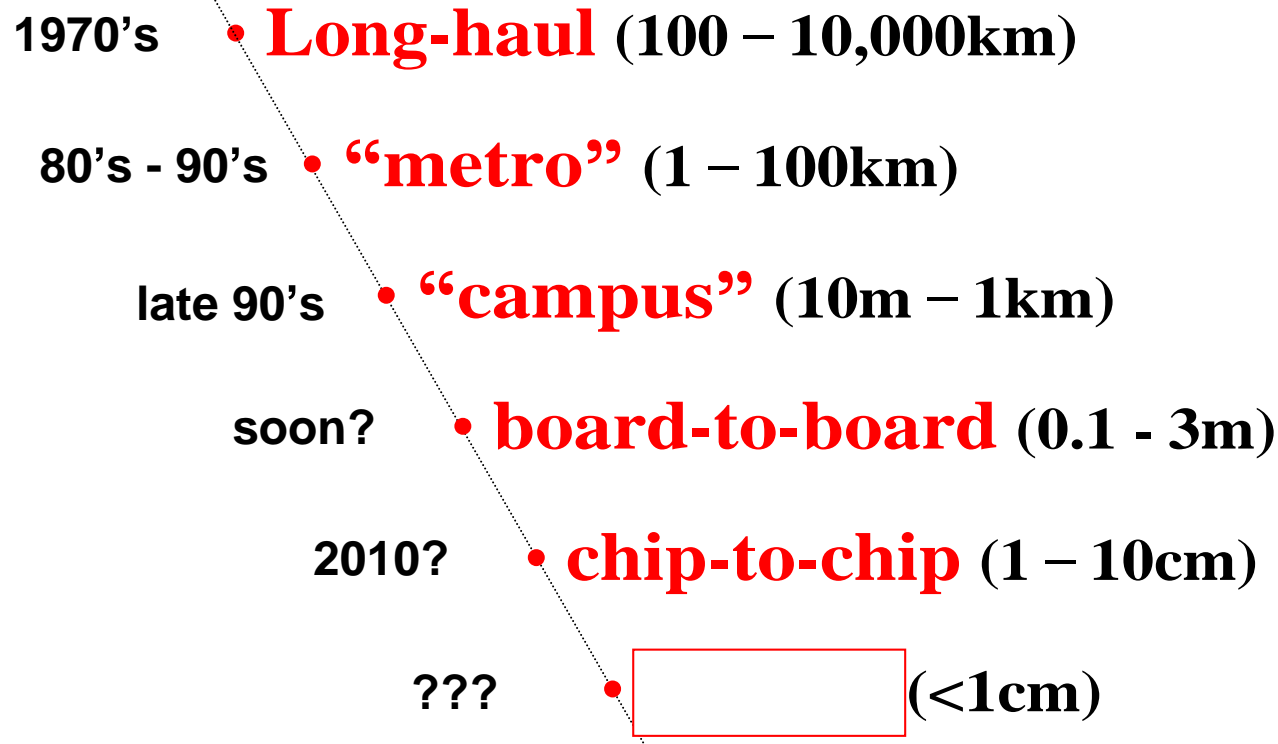 1970’s • Long-haul (100 – 10,000km)
80’s - 90’s • “metro” (1 – 100km)
late 90’s • “campus” (10m – 1km)
soon? • board-to-board (0.1 - 3m)
2010? • chip-to-chip (1 – 10cm)
??? • (<1cm)